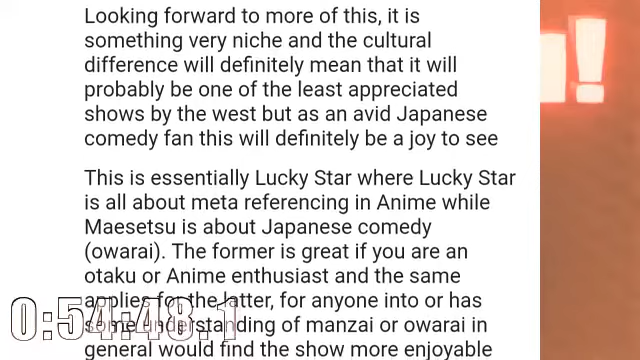 Looking forward to more of this, it is
something very niche and the cultural
difference will definitely mean that it will
probably be one of the least appreciated
shows by the west but as an avid Japanese
comedy fan this will definitely be a joy to see
This is essentially Lucky Star where Lucky Star
is all about meta referencing in Anime while
Maesetsu is about Japanese comedy
(owarai). The former is great if you are an
otaku or Anime enthusiast and the same
applies for the latter, for anyone into or has
some understanding of manzai or owarai in
general would find the show more enjoyable
0:54:48.1
!